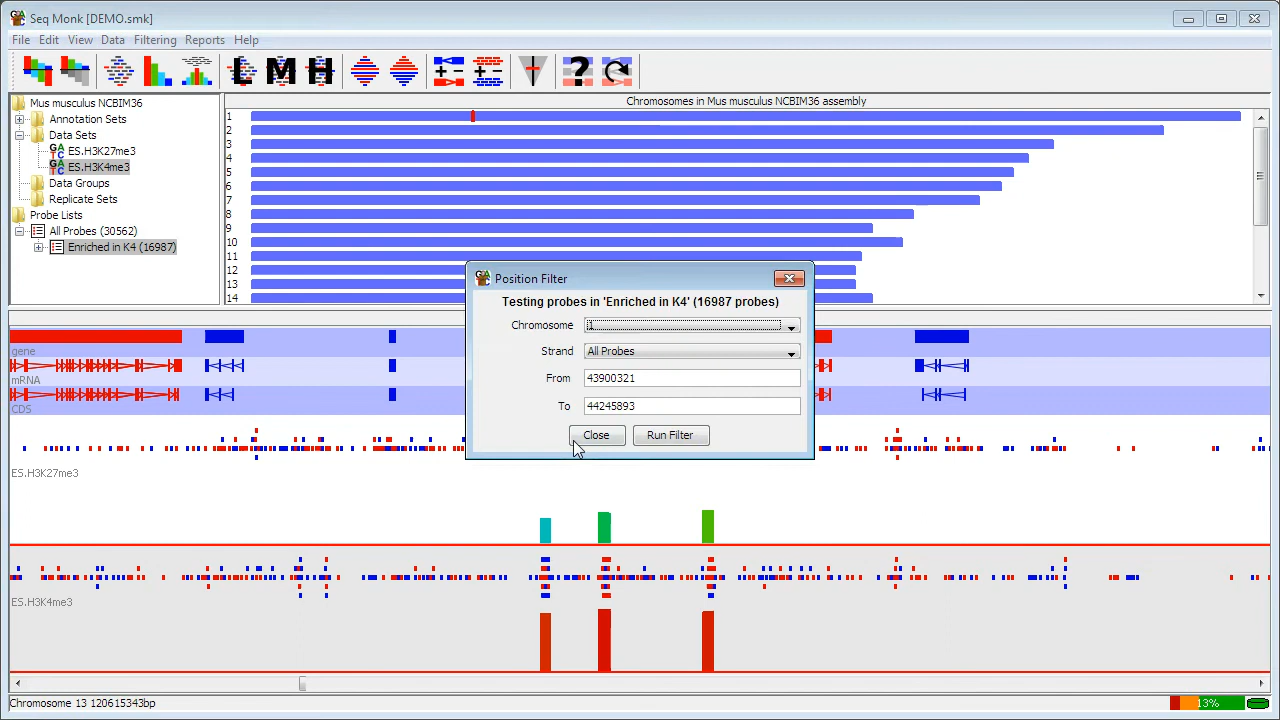 Seq Monk [DEMO.smk]
File Edit View Data Filtering Reports Help
L M H ?
Mus musculus NCBIM36
Annotation Sets
Data Sets
ES.H3K27me3
ES.H3K4me3
Data Groups
Replicate Sets
Probe Lists
All Probes (30562)
Enriched in K4 (16987)
Chromosomes in Mus musculus NCBIM36 assembly
1
2
3
4
5
6
7
8
9
10
11
12
13
14
Position Filter
Testing probes in 'Enriched in K4' (16987 probes)
Chromosome 1
Strand All Probes
From 43900321
To 44245893
Close Run Filter
gene
mRNA
CDS
ES.H3K27me3
ES.H3K4me3
Chromosome 13 120615343bp
13%